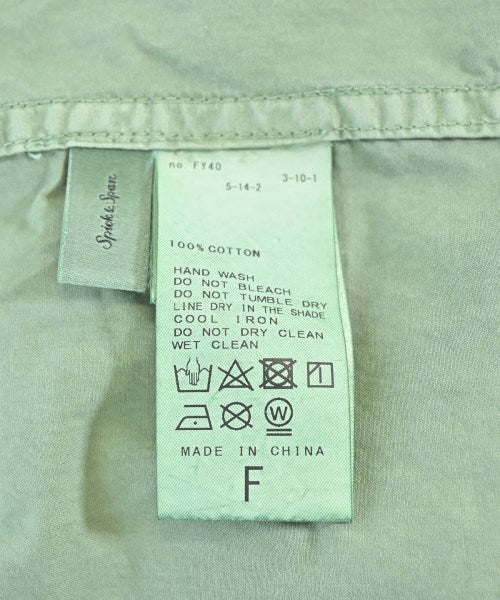 Spick & Span
no. FY40
3-10-1
5-14-2
100% COTTON
HAND WASH
DO NOT BLEACH
DO NOT TUMBLE DRY
LINE DRY IN THE SHADE
COOL IRON
DO NOT DRY CLEAN
WET CLEAN
W
MADE IN CHINA
F